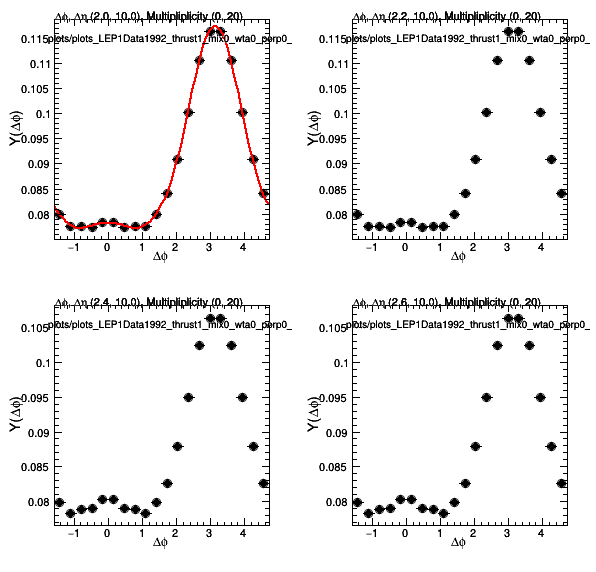 Δφ, Δη (2.0, 10.0), Multipliplicity (0, 20)
plots/plots_LEP1Data1992_thrust1_mix0_wta0_perp0_
0.115
0.11
0.105
0.1
0.095
0.09
0.085
0.08
Y(Δφ)
−1 0 1 2 3 4
Δφ
Δφ, Δη (2.2, 10.0), Multipliplicity (0, 20)
plots/plots_LEP1Data1992_thrust1_mix0_wta0_perp0_
0.115
0.11
0.105
0.1
0.095
0.09
0.085
0.08
Y(Δφ)
−1 0 1 2 3 4
Δφ
Δφ, Δη (2.4, 10.0), Multipliplicity (0, 20)
plots/plots_LEP1Data1992_thrust1_mix0_wta0_perp0_
0.105
0.1
0.095
0.09
0.085
0.08
Y(Δφ)
−1 0 1 2 3 4
Δφ
Δφ, Δη (2.6, 10.0), Multipliplicity (0, 20)
plots/plots_LEP1Data1992_thrust1_mix0_wta0_perp0_
0.105
0.1
0.095
0.09
0.085
0.08
Y(Δφ)
−1 0 1 2 3 4
Δφ